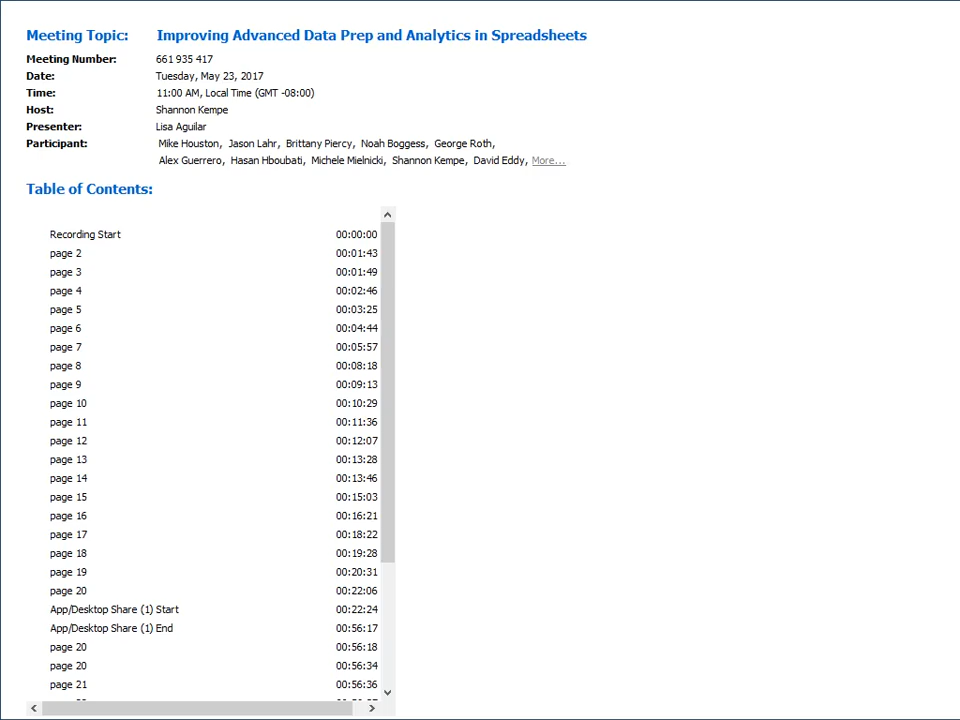 Meeting Topic: Improving Advanced Data Prep and Analytics in Spreadsheets
Meeting Number: 661 935 417
Date: Tuesday, May 23, 2017
Time: 11:00 AM, Local Time (GMT -08:00)
Host: Shannon Kempe
Presenter: Lisa Aguilar
Participant: Mike Houston, Jason Lahr, Brittany Piercy, Noah Boggess, George Roth,
Alex Guerrero, Hasan Hboubati, Michele Mielnicki, Shannon Kempe, David Eddy, More...
Table of Contents:
Recording Start 00:00:00
page 2 00:01:43
page 3 00:01:49
page 4 00:02:46
page 5 00:03:25
page 6 00:04:44
page 7 00:05:57
page 8 00:08:18
page 9 00:09:13
page 10 00:10:29
page 11 00:11:36
page 12 00:12:07
page 13 00:13:28
page 14 00:13:46
page 15 00:15:03
page 16 00:16:21
page 17 00:18:22
page 18 00:19:28
page 19 00:20:31
page 20 00:22:06
App/Desktop Share (1) Start 00:22:24
App/Desktop Share (1) End 00:56:17
page 20 00:56:18
page 20 00:56:34
page 21 00:56:36